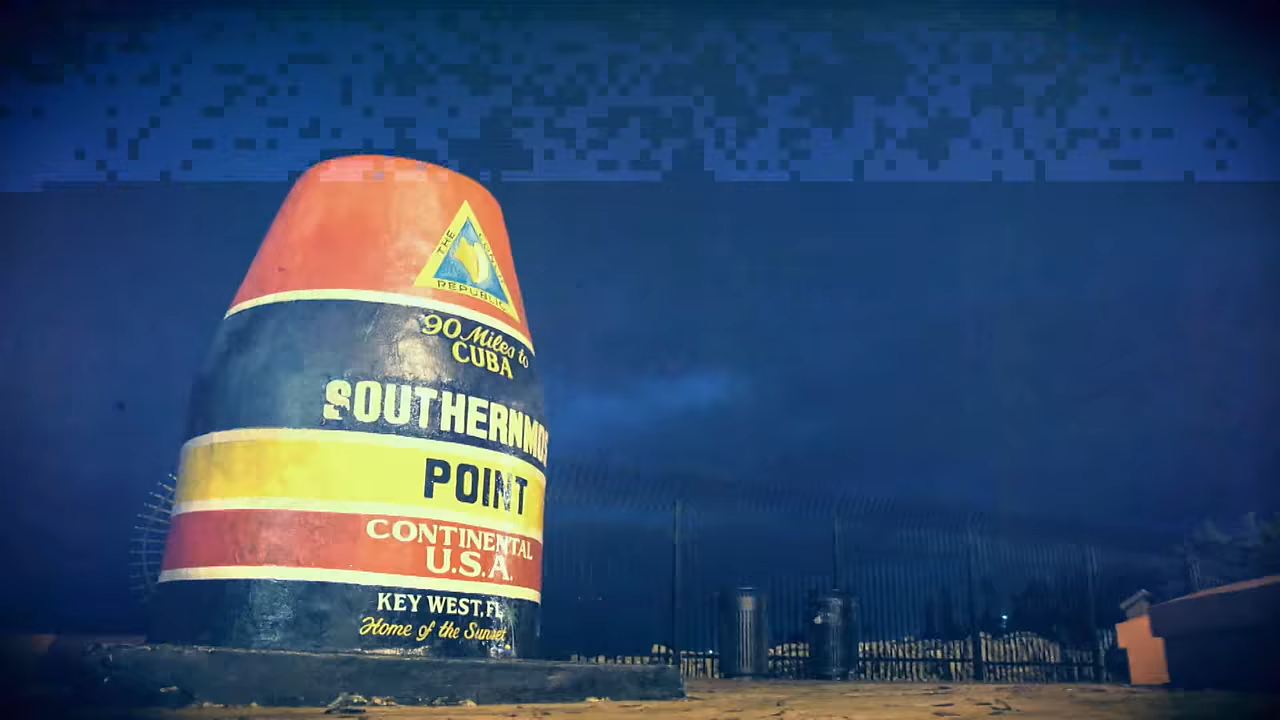 THE CONCH
REPUBLIC
90 Miles to
CUBA
SOUTHERNMOS
POINT
CONTINENTAL
U.S.A.
KEY WEST, FL
Home of the Sunset